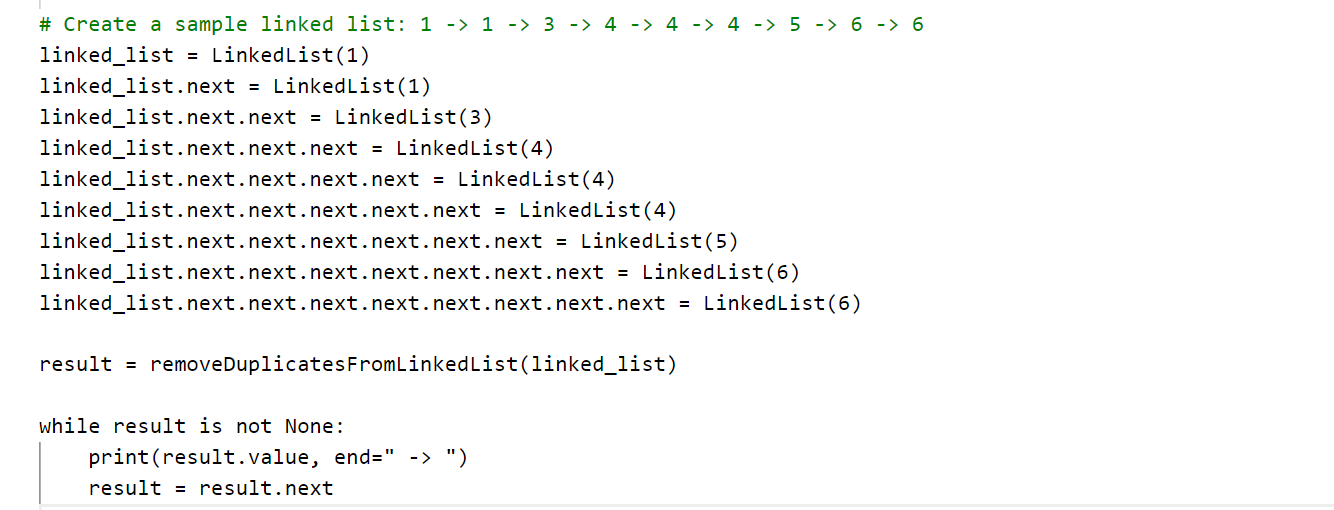 # Create a sample linked list: 1 -> 1 -> 3 -> 4 -> 4 -> 4 -> 5 -> 6 -> 6
linked_list = LinkedList(1)
linked_list.next = LinkedList(1)
linked_list.next.next = LinkedList(3)
linked_list.next.next.next = LinkedList(4)
linked_list.next.next.next.next = LinkedList(4)
linked_list.next.next.next.next.next = LinkedList(4)
linked_list.next.next.next.next.next.next = LinkedList(5)
linked_list.next.next.next.next.next.next.next = LinkedList(6)
linked_list.next.next.next.next.next.next.next.next = LinkedList(6)

result = removeDuplicatesFromLinkedList(linked_list)

while result is not None:
    print(result.value, end=" -> ")
    result = result.next